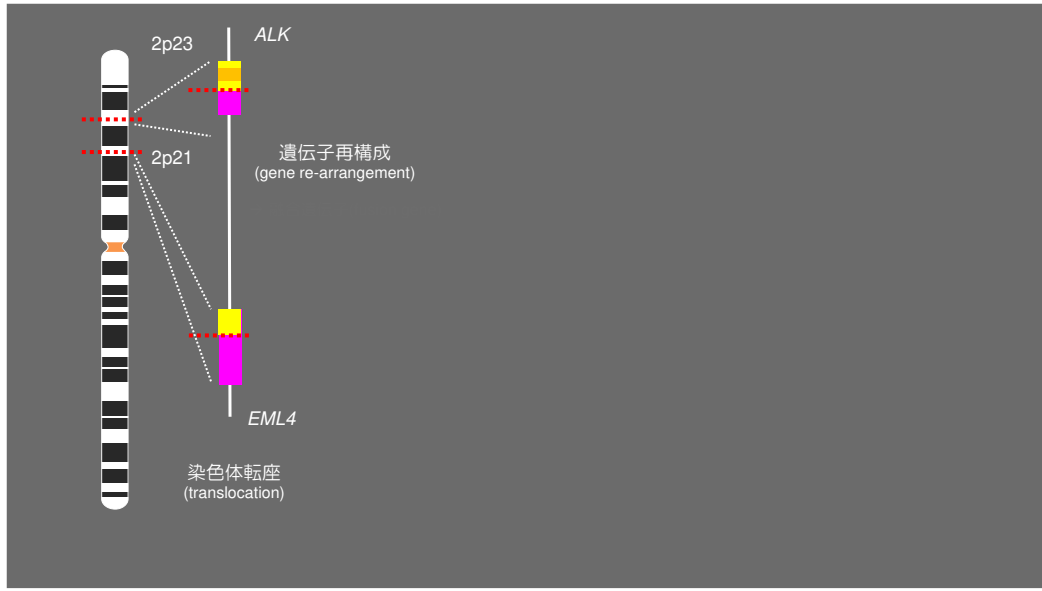 ALK
2p23
2p21
遺伝子再構成
(gene re-arrangement)
EML4
染色体転座
(translocation)